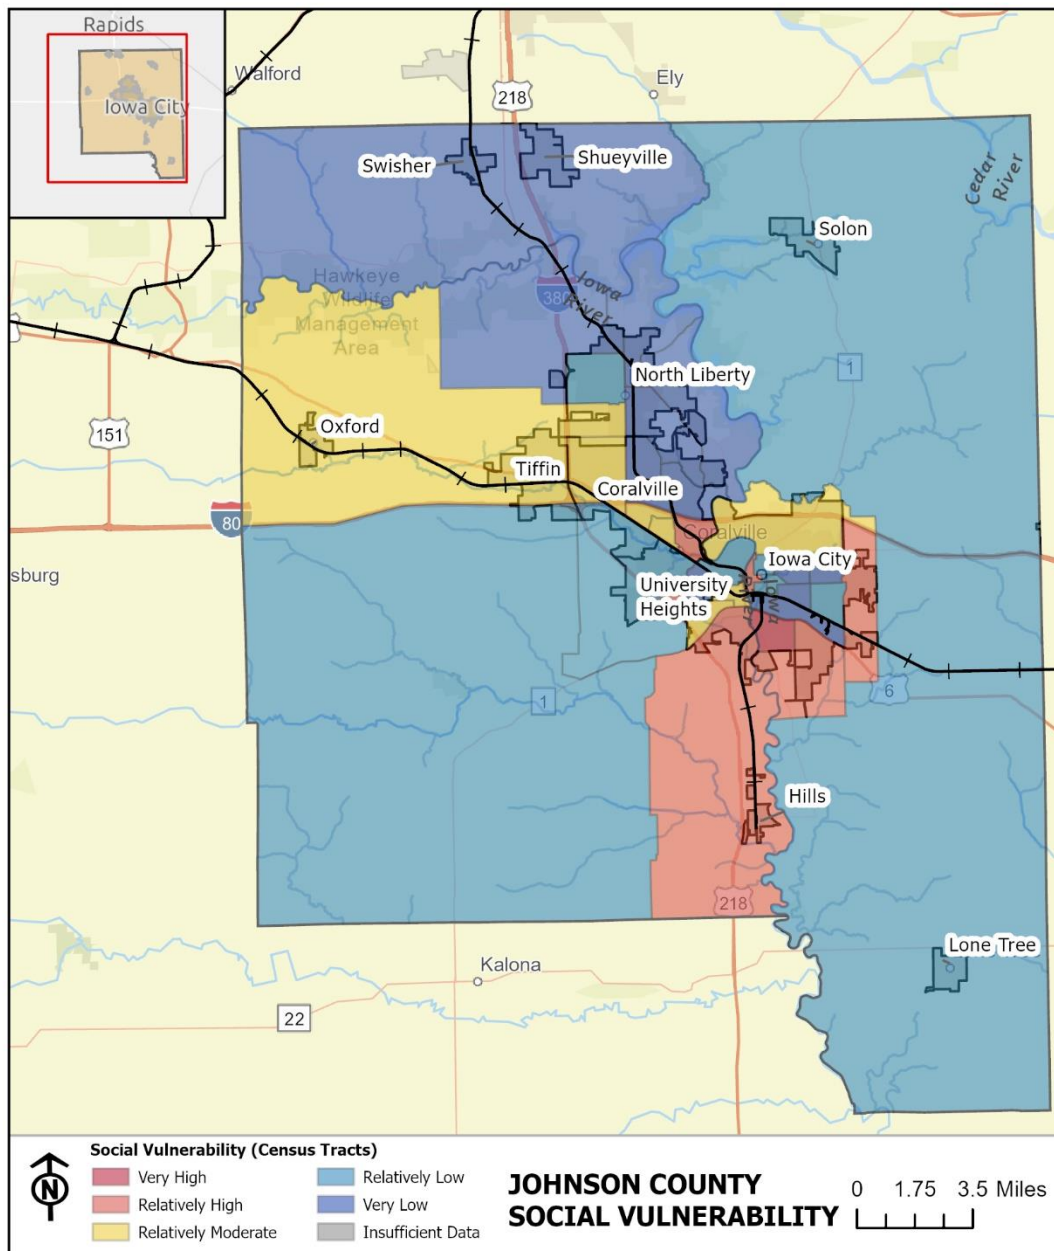 Rapids
Iowa City
Walford
218
Ely
Swisher
Shueyville
Cedar
River
Solon
Hawkeye
Wildlife
Management
Area
380
Iowa
River
1
North Liberty
151
Oxford
Tiffin
Coralville
80
Coralville
Iowa City
sburg
University
Heights
Iowa
River
6
1
Hills
218
Lone Tree
Kalona
22
Social Vulnerability (Census Tracts)
Very High
Relatively High
Relatively Moderate
Relatively Low
Very Low
Insufficient Data
N
JOHNSON COUNTY
SOCIAL VULNERABILITY
0 1.75 3.5 Miles